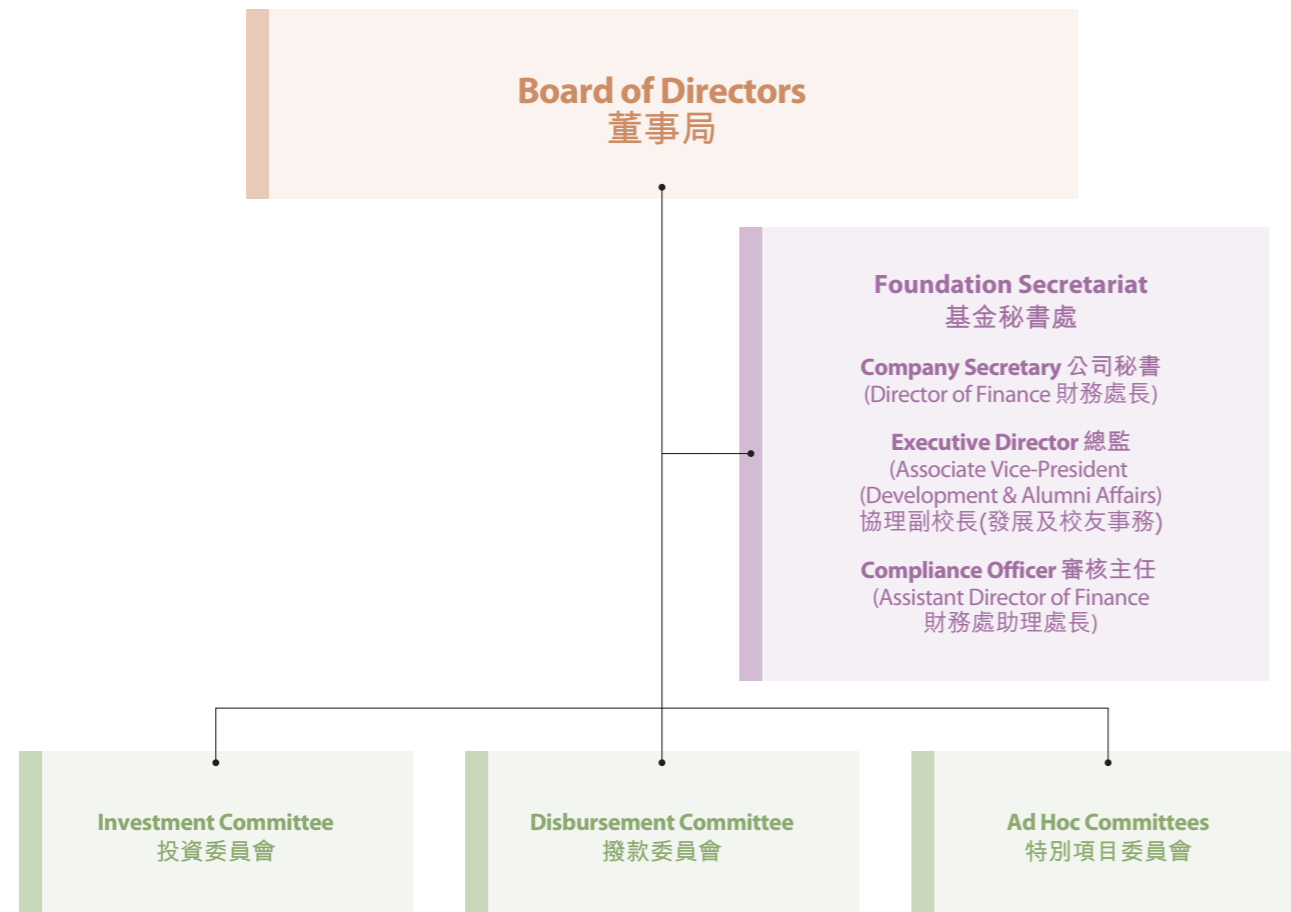 Board of Directors
董事局
Foundation Secretariat
基金秘書處
Company Secretary 公司秘書
(Director of Finance 財務處長)
Executive Director 總監
(Associate Vice-President
(Development & Alumni Affairs)
協理副校長(發展及校友事務)
Compliance Officer 審核主任
(Assistant Director of Finance
財務處助理處長)
Investment Committee
投資委員會
Disbursement Committee
撥款委員會
Ad Hoc Committees
特別項目委員會